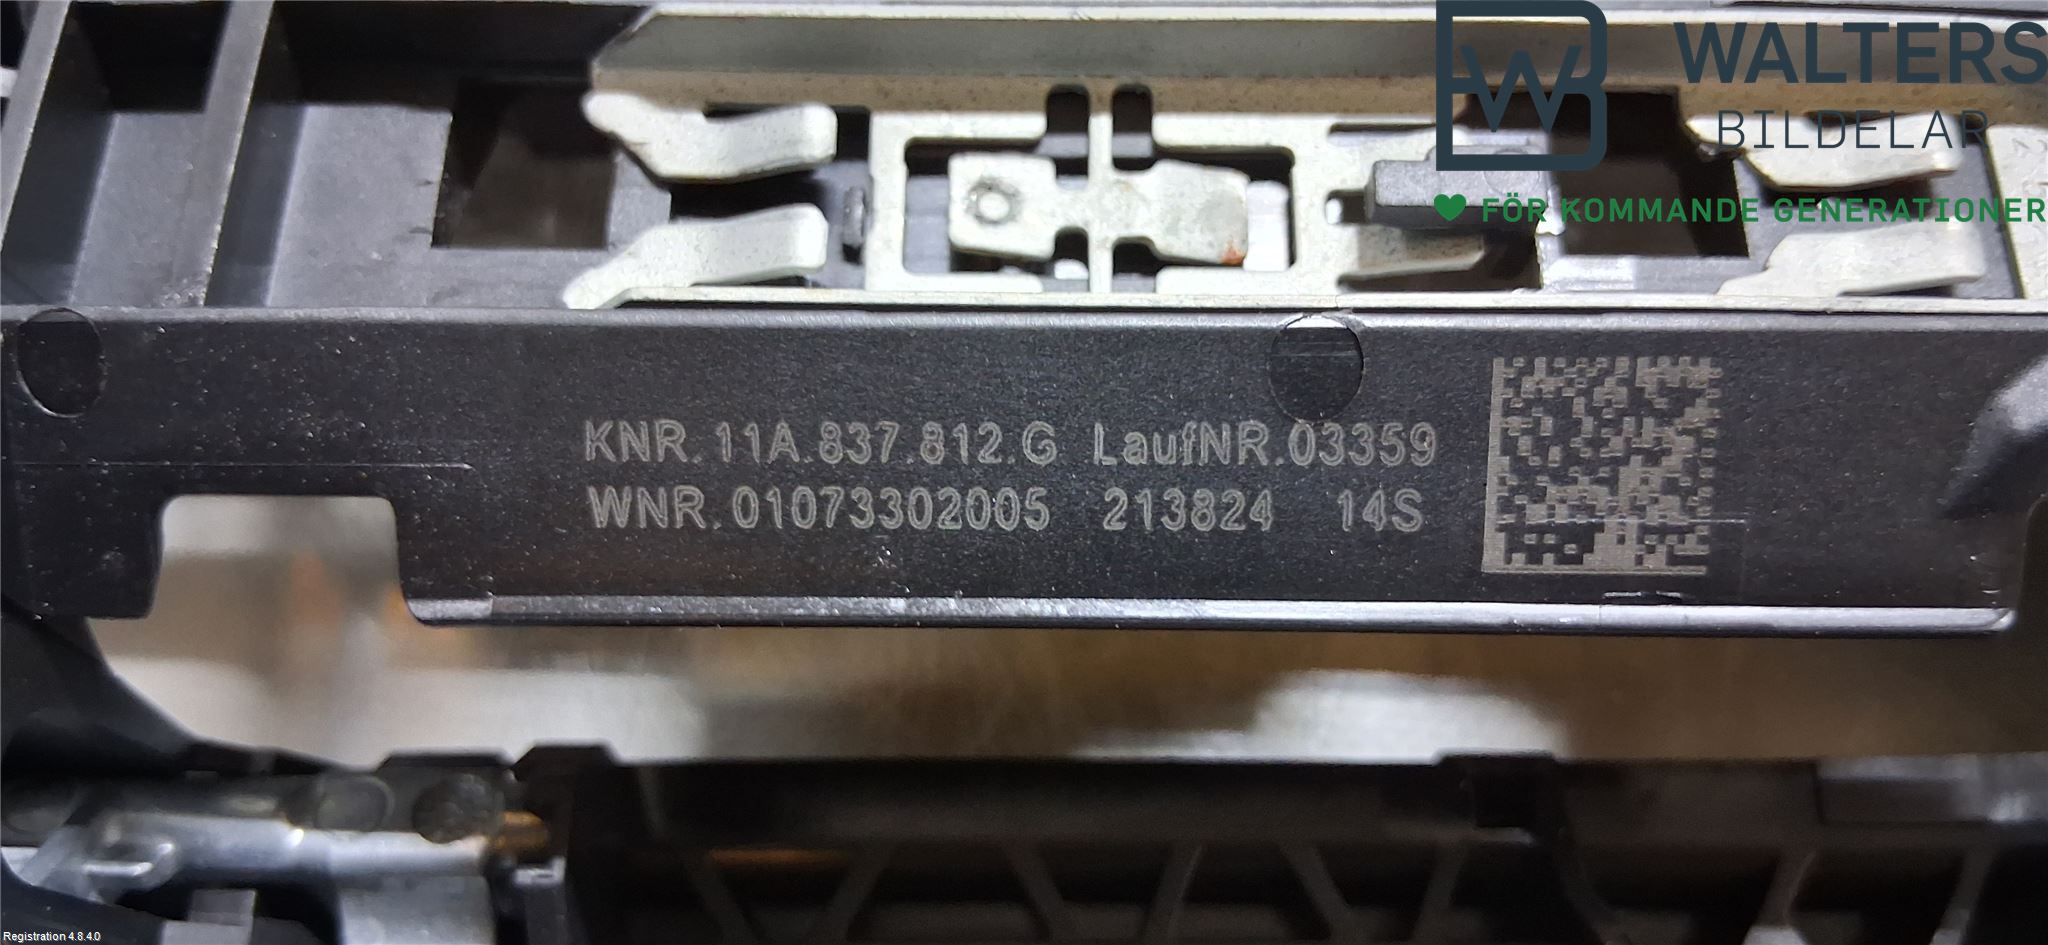 WALTERS
BILDELAR
FÖR KOMMANDE GENERATIONER
KNR.11A.837.812.G LaufNR.03359
WNR.01073302005 213824 14S
Registration 4.8.4.0